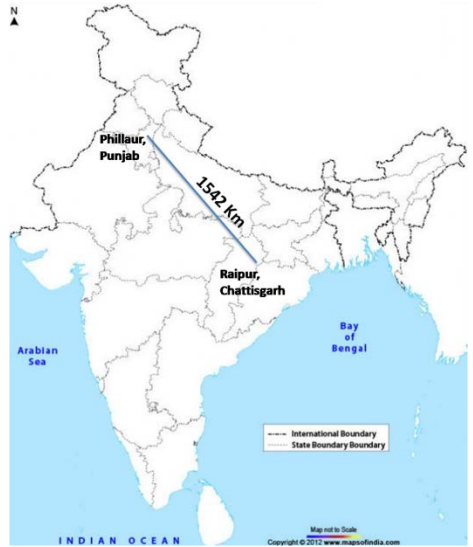 N
Phillaur,
Punjab
1542 Km
Raipur,
Chattisgarh
Arabian
Sea
Bay
of
Bengal
International Boundary
State Boundary Boundary
Map not to Scale
INDIAN OCEAN
Copyright © 2012 www.mapsofindia.com